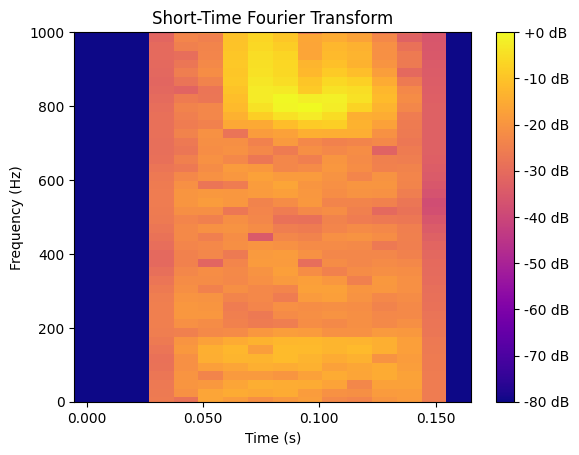 Short-Time Fourier Transform
1000
800
600
400
200
0
Frequency (Hz)
0.000
0.050
0.100
0.150
Time (s)
+0 dB
-10 dB
-20 dB
-30 dB
-40 dB
-50 dB
-60 dB
-70 dB
-80 dB